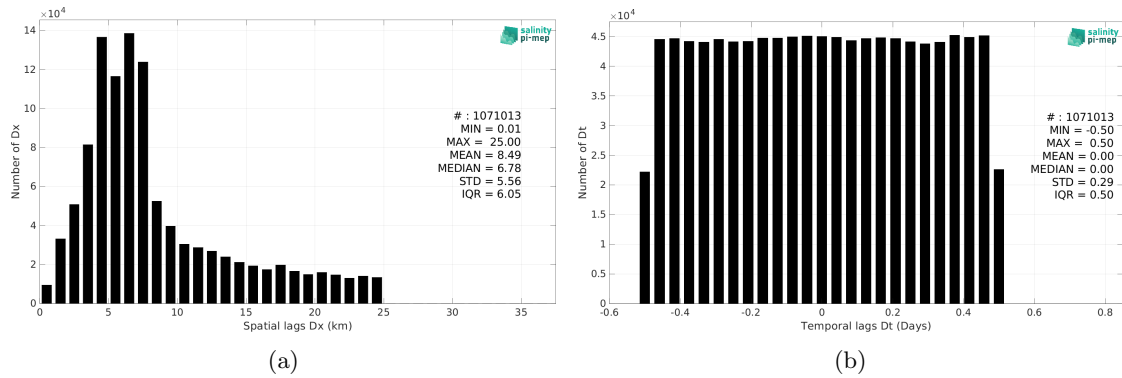 ×10⁴
14
12
10
8
6
4
2
0
Number of Dx
salinity
pi-mep
# : 1071013
MIN = 0.01
MAX = 25.00
MEAN = 8.49
MEDIAN = 6.78
STD = 5.56
IQR = 6.05
0 5 10 15 20 25 30 35
Spatial lags Dx (km)
(a)
×10⁴
4.5
4
3.5
3
2.5
2
1.5
1
0.5
0
Number of Dt
salinity
pi-mep
# : 1071013
MIN = -0.50
MAX = 0.50
MEAN = 0.00
MEDIAN = 0.00
STD = 0.29
IQR = 0.50
-0.6 -0.4 -0.2 0 0.2 0.4 0.6 0.8
Temporal lags Dt (Days)
(b)